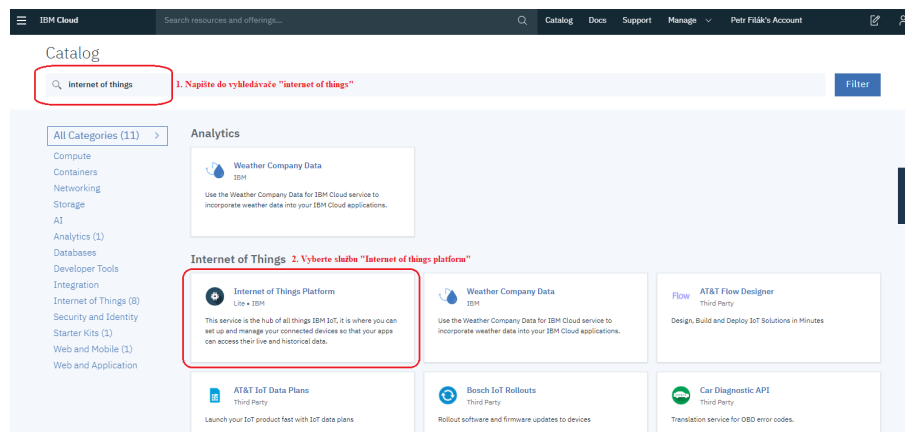 IBM Cloud
Search resources and offerings...
Catalog
Docs
Support
Manage
Petr Filák's Account
Catalog
internet of things
1. Napište do vyhledávače "internet of things"
Filter
All Categories (11)
Compute
Containers
Networking
Storage
AI
Analytics (1)
Databases
Developer Tools
Integration
Internet of Things (8)
Security and Identity
Starter Kits (1)
Web and Mobile (1)
Web and Application
Analytics
Weather Company Data
IBM
Use the Weather Company Data for IBM Cloud service to
incorporate weather data into your IBM Cloud applications.
Internet of Things 2. Vyberte službu "Internet of things platform"
Internet of Things Platform
Lite • IBM
This service is the hub of all things IBM IoT, it is where you can
set up and manage your connected devices so that your apps
can access their live and historical data.
Weather Company Data
IBM
Use the Weather Company Data for IBM Cloud service to
incorporate weather data into your IBM Cloud applications.
Flow
AT&T Flow Designer
Third Party
Design, Build and Deploy IoT Solutions in Minutes
AT&T IoT Data Plans
Third Party
Launch your IoT product fast with IoT data plans
Bosch IoT Rollouts
Third Party
Rollout software and firmware updates to devices
Car Diagnostic API
Third Party
Translation service for OBD error codes.